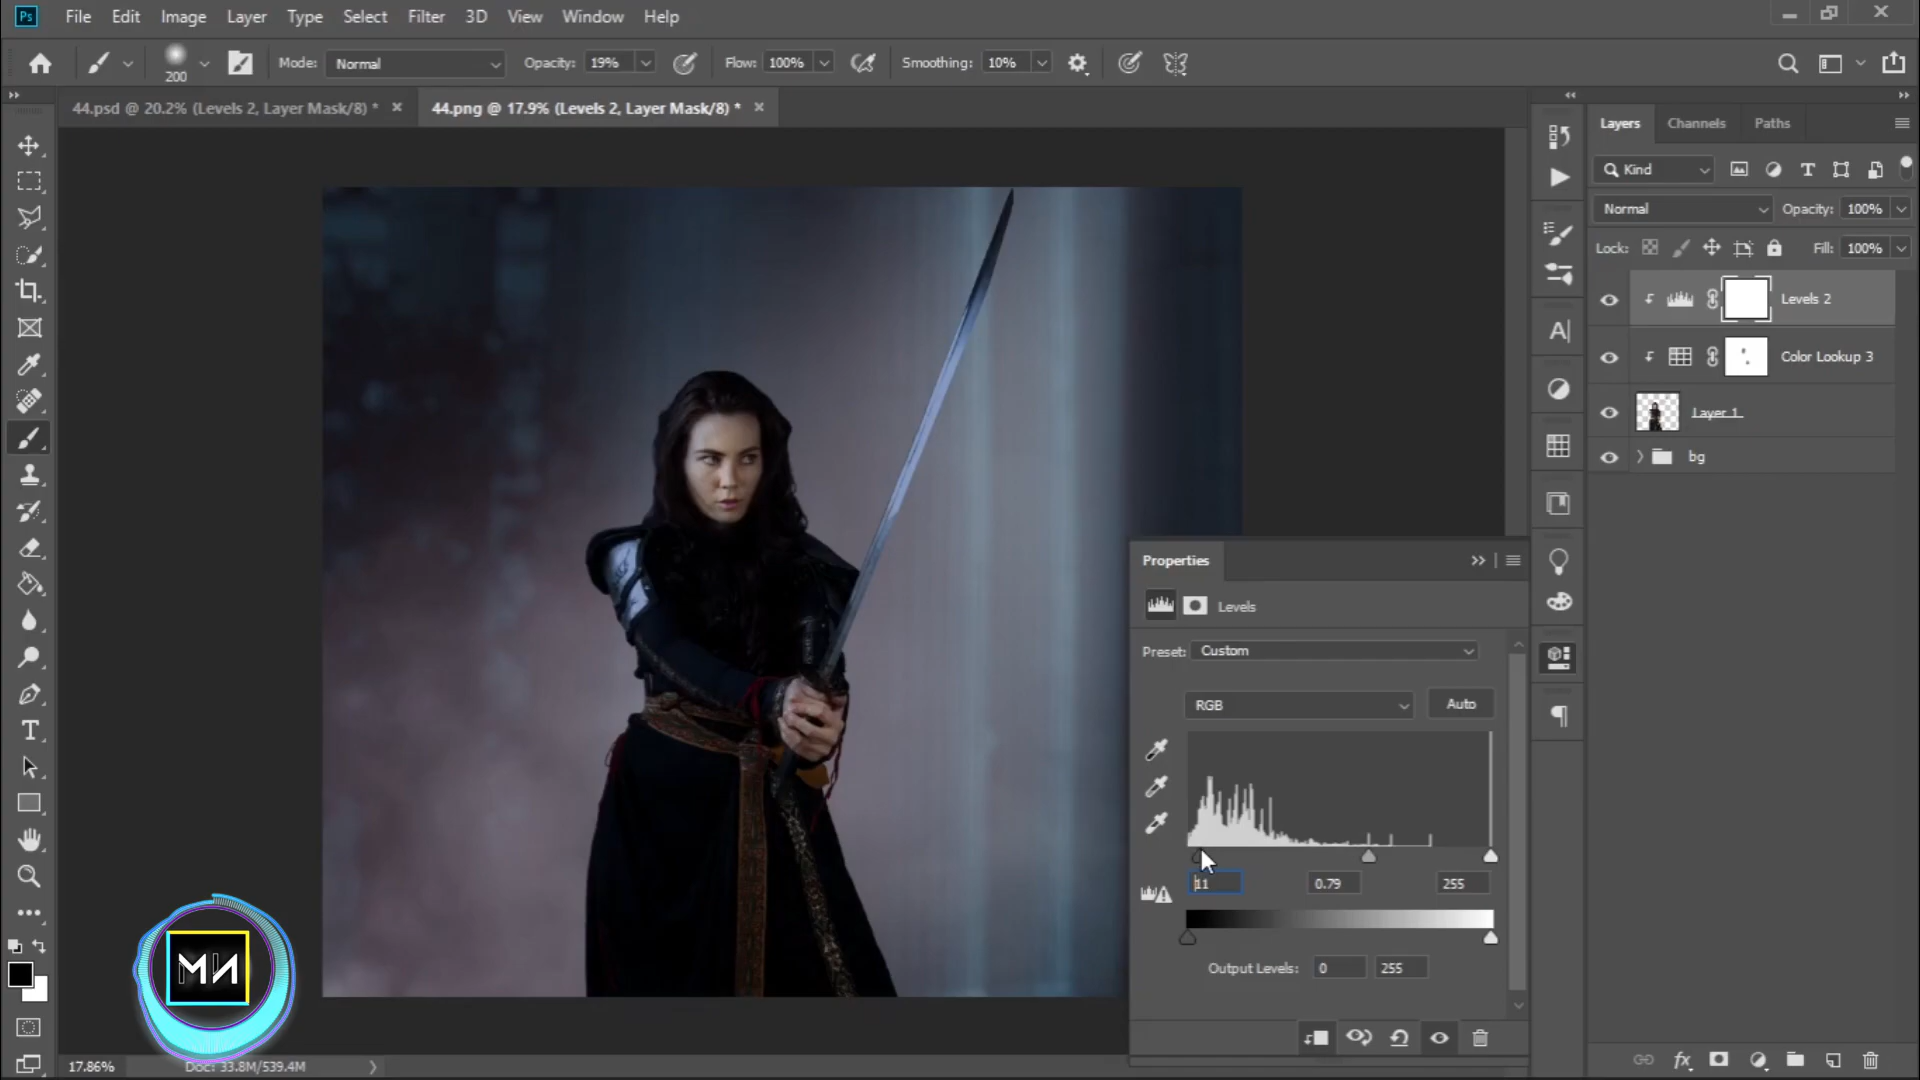 Ps File Edit Image Layer Type Select Filter 3D View Window Help
200 Mode: Normal Opacity: 19% Flow: 100% Smoothing: 10%
44.psd @ 20.2% (Levels 2, Layer Mask/8) * 44.png @ 17.9% (Levels 2, Layer Mask/8) *
Layers Channels Paths
Kind
Normal Opacity: 100%
Lock: Fill: 100%
Levels 2
Color Lookup 3
Layer 1
bg
Properties
Levels
Preset: Custom
RGB Auto
11 0.79 255
Output Levels: 0 255
17.86% Doc: 33.8M/539.4M